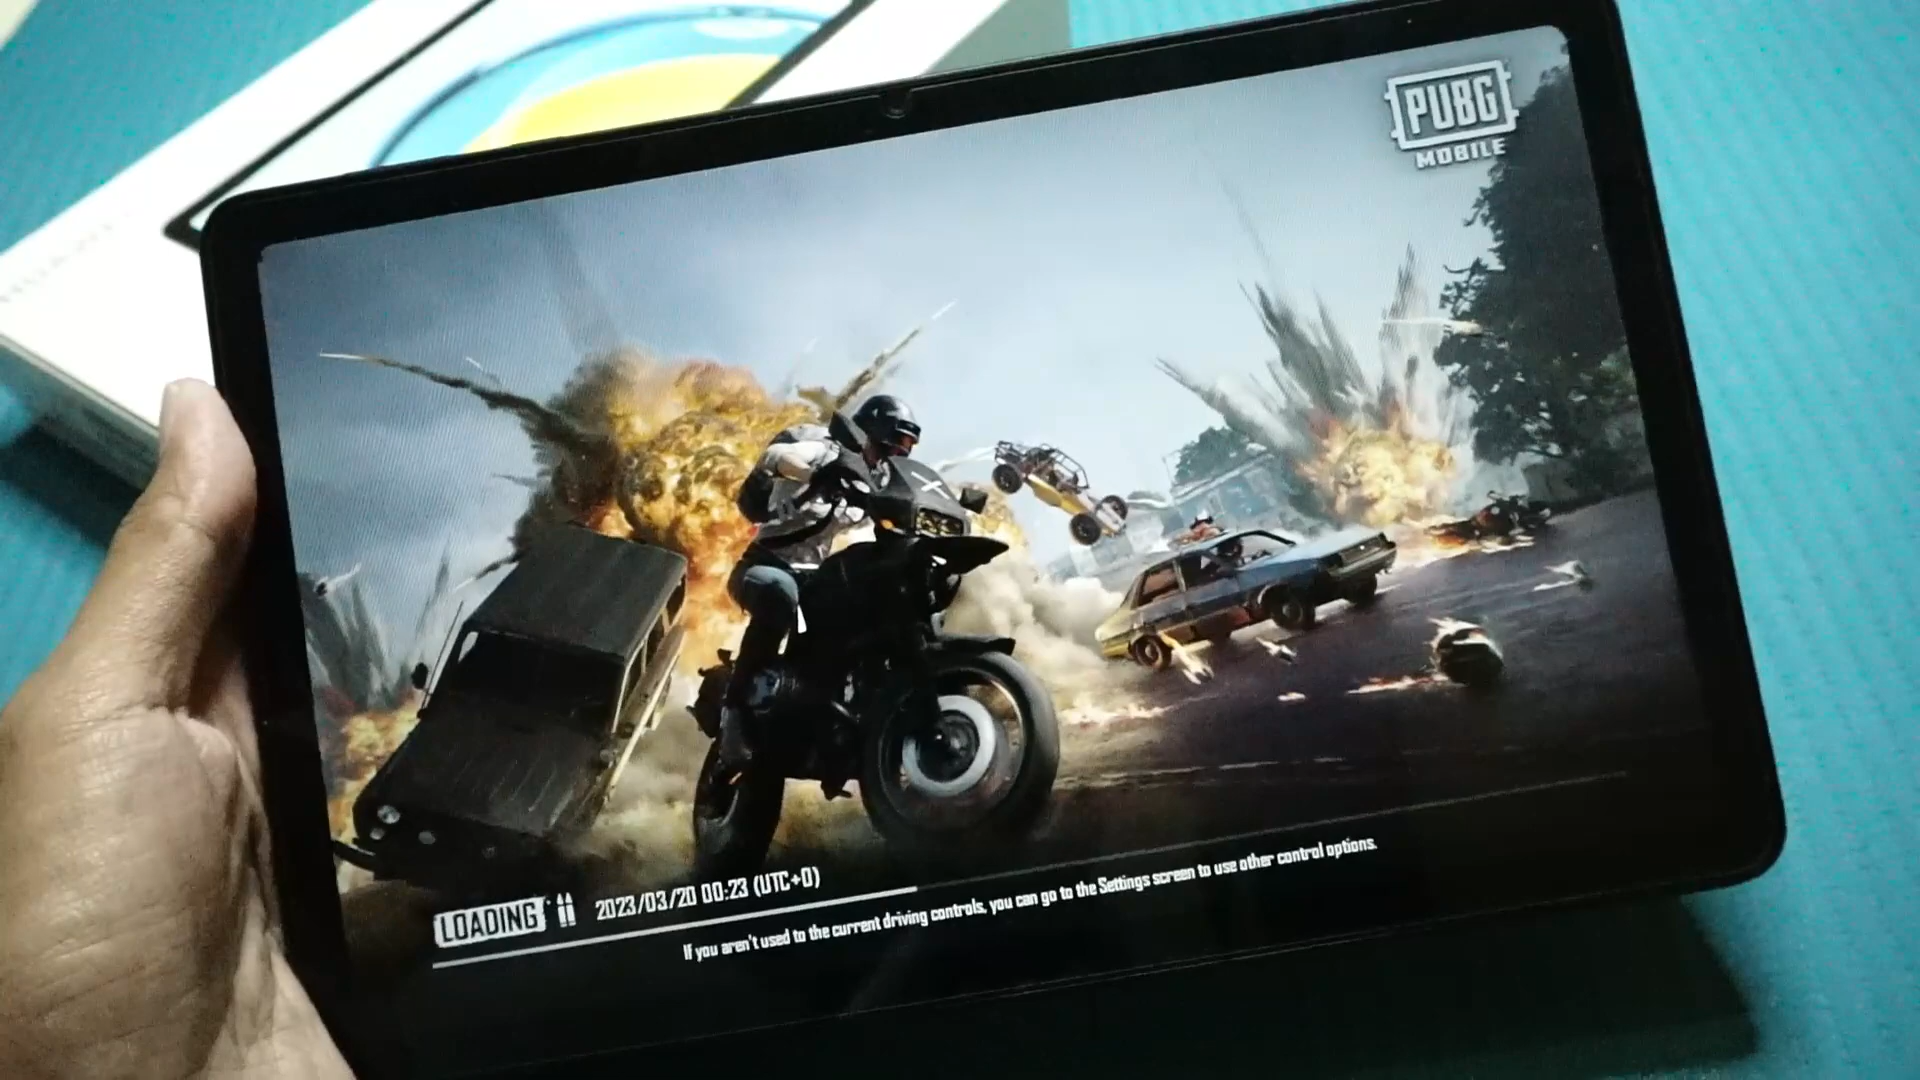 PUBG
MOBILE
LOADING 2023/03/20 00:23 (UTC+0)
If you aren't used to the current driving controls, you can go to the Settings screen to use other control options.